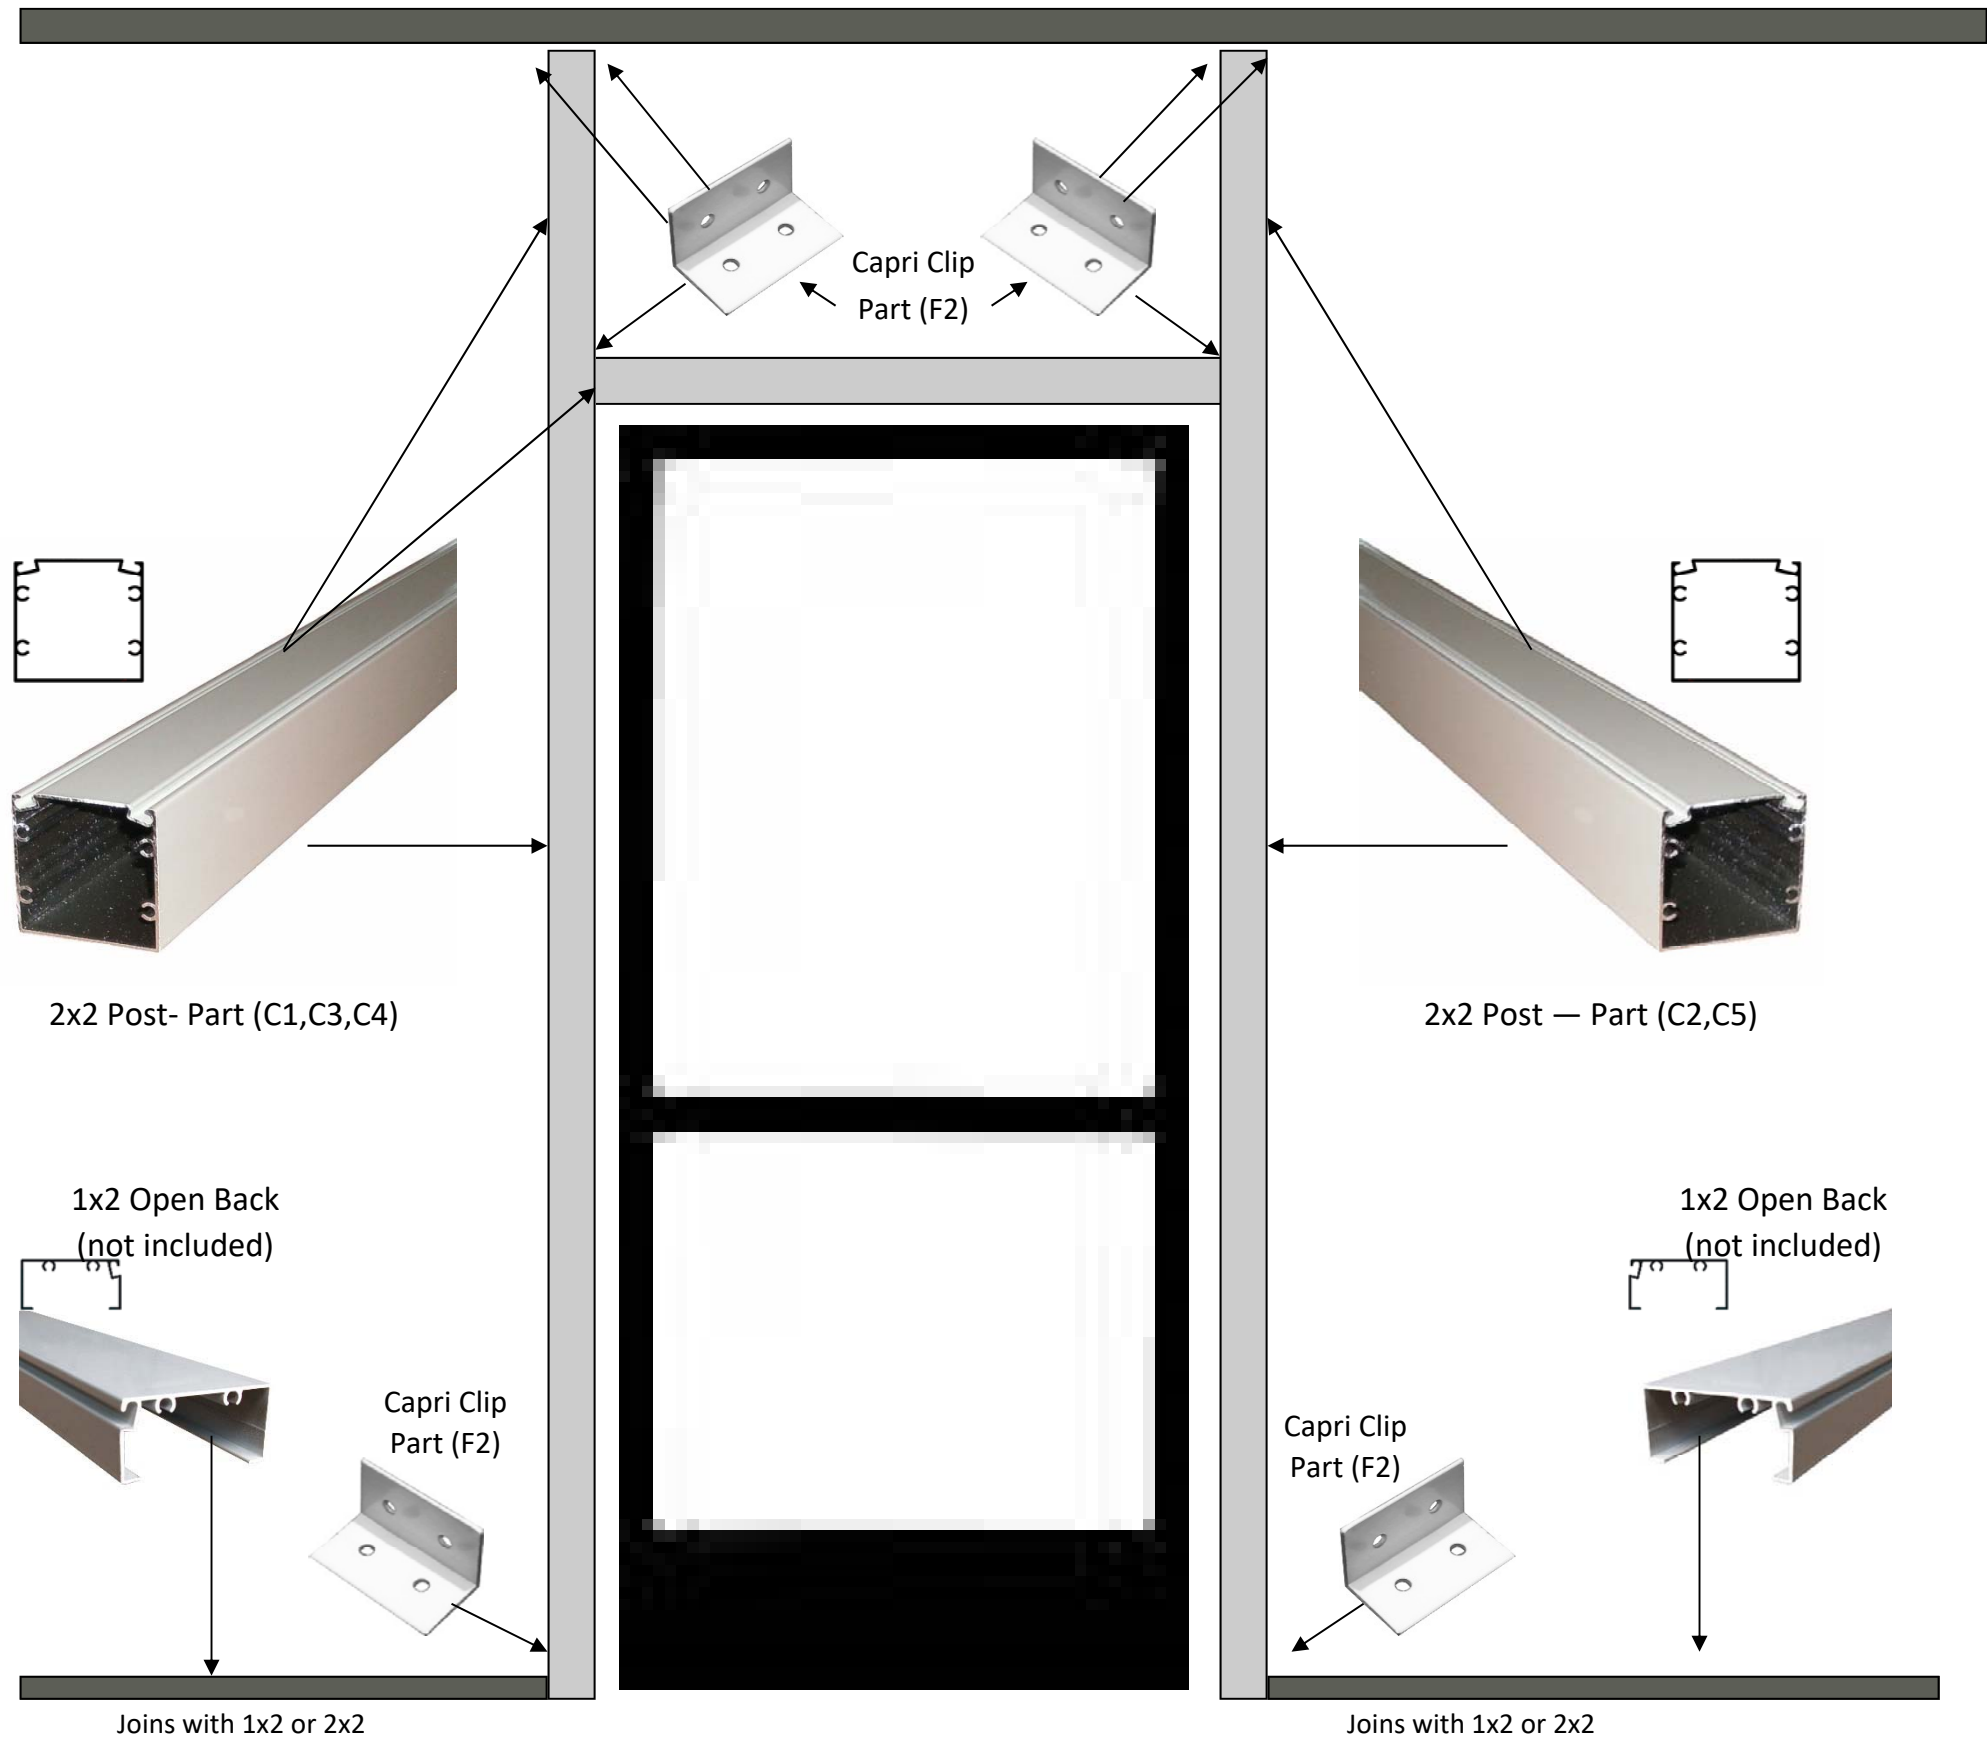 Capri Clip
Part (F2)
2x2 Post- Part (C1,C3,C4)
2x2 Post — Part (C2,C5)
1x2 Open Back
(not included)
1x2 Open Back
(not included)
Capri Clip
Part (F2)
Capri Clip
Part (F2)
Joins with 1x2 or 2x2
Joins with 1x2 or 2x2